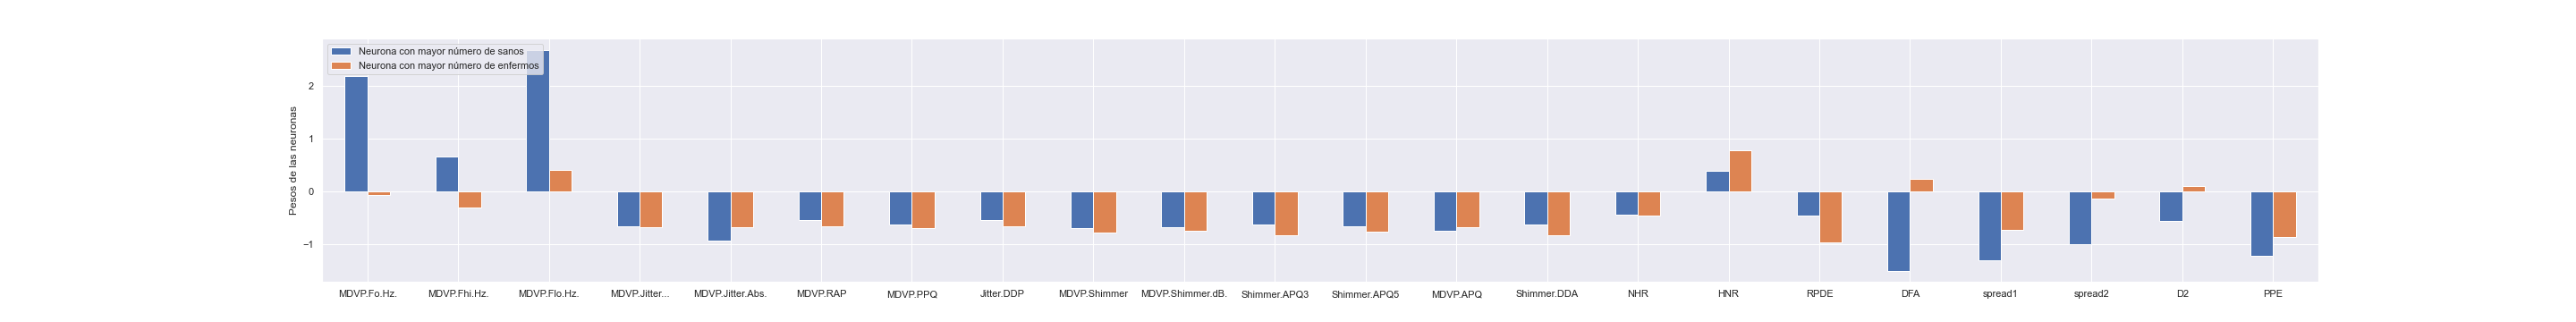 Neurona con mayor número de sanos
Neurona con mayor número de enfermos
Pesos de las neuronas
2
1
0
−1
MDVP.Fo.Hz. MDVP.Fhi.Hz. MDVP.Flo.Hz. MDVP.Jitter... MDVP.Jitter.Abs. MDVP.RAP MDVP.PPQ Jitter.DDP MDVP.Shimmer MDVP.Shimmer.dB. Shimmer.APQ3 Shimmer.APQ5 MDVP.APQ Shimmer.DDA NHR HNR RPDE DFA spread1 spread2 D2 PPE